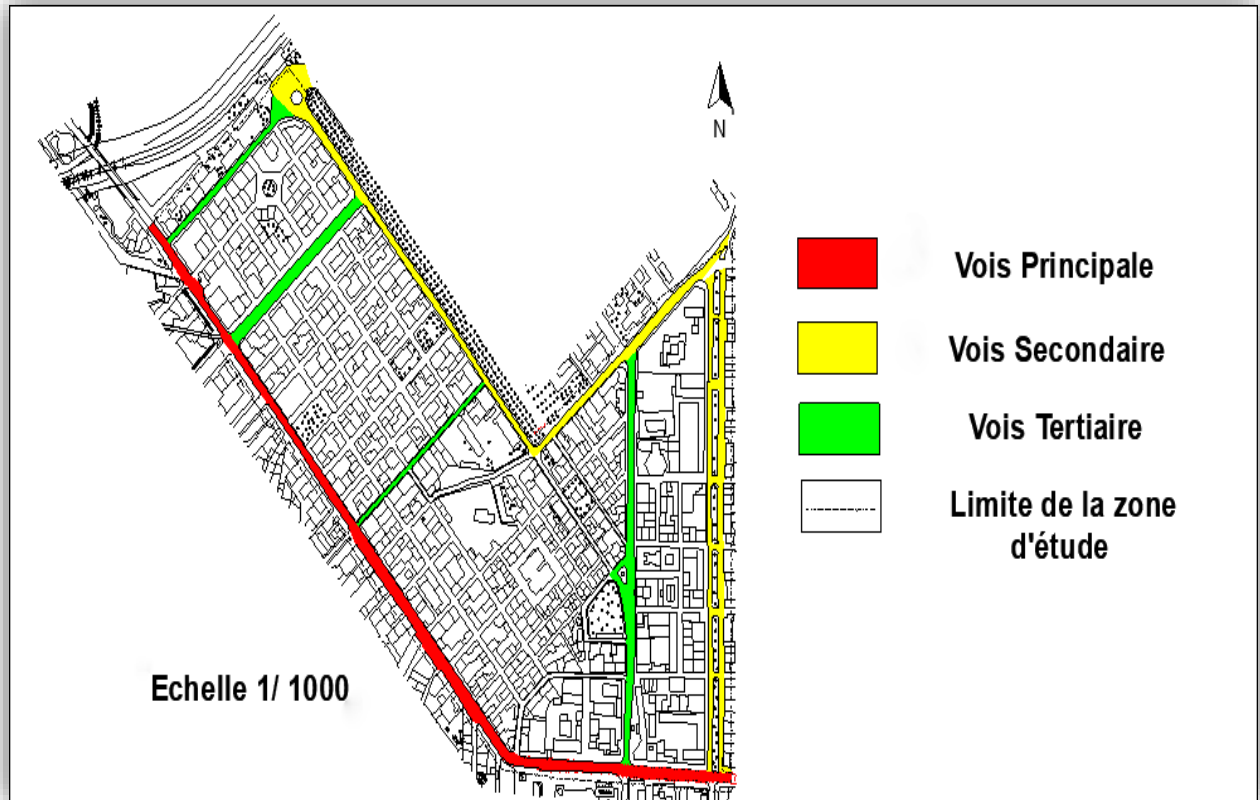 N
Vois Principale
Vois Secondaire
Vois Tertiaire
Limite de la zone
d'étude
Echelle 1/ 1000